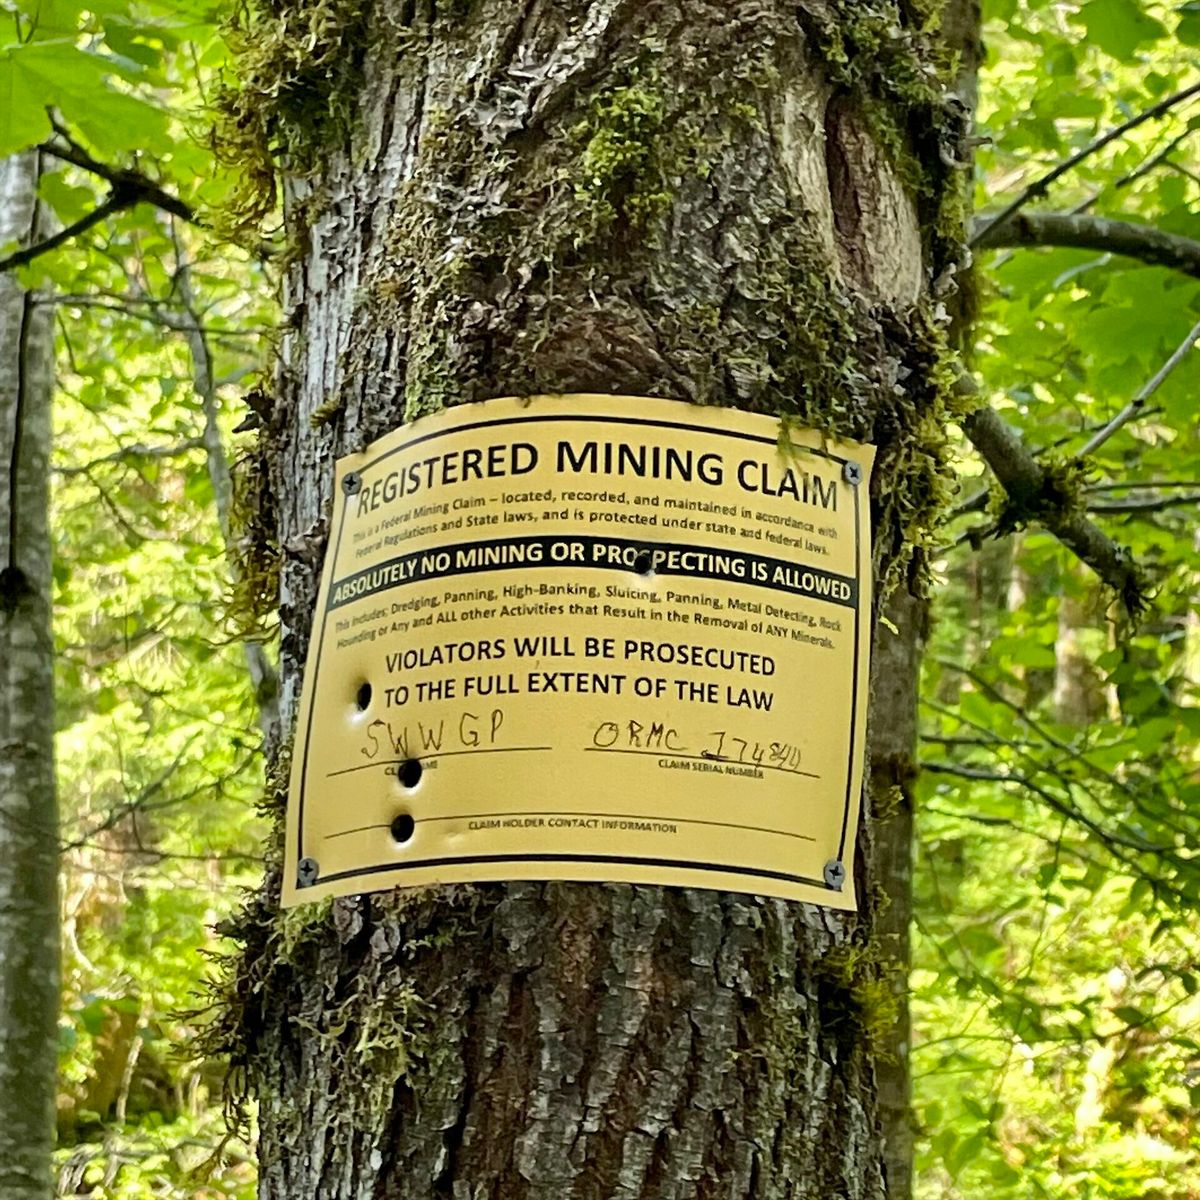 REGISTERED MINING CLAIM
This is a Federal Mining Claim – located, recorded, and maintained in accordance with
Federal Regulations and State laws, and is protected under state and federal laws.
ABSOLUTELY NO MINING OR PROSPECTING IS ALLOWED
This includes: Dredging, Panning, High-Banking, Sluicing, Panning, Metal Detecting, Rock
Hounding or Any and ALL other Activities that Result in the Removal of ANY Minerals.
VIOLATORS WILL BE PROSECUTED
TO THE FULL EXTENT OF THE LAW
SWWGP ORMC 174840
CLAIM NAME CLAIM SERIAL NUMBER
CLAIM HOLDER CONTACT INFORMATION